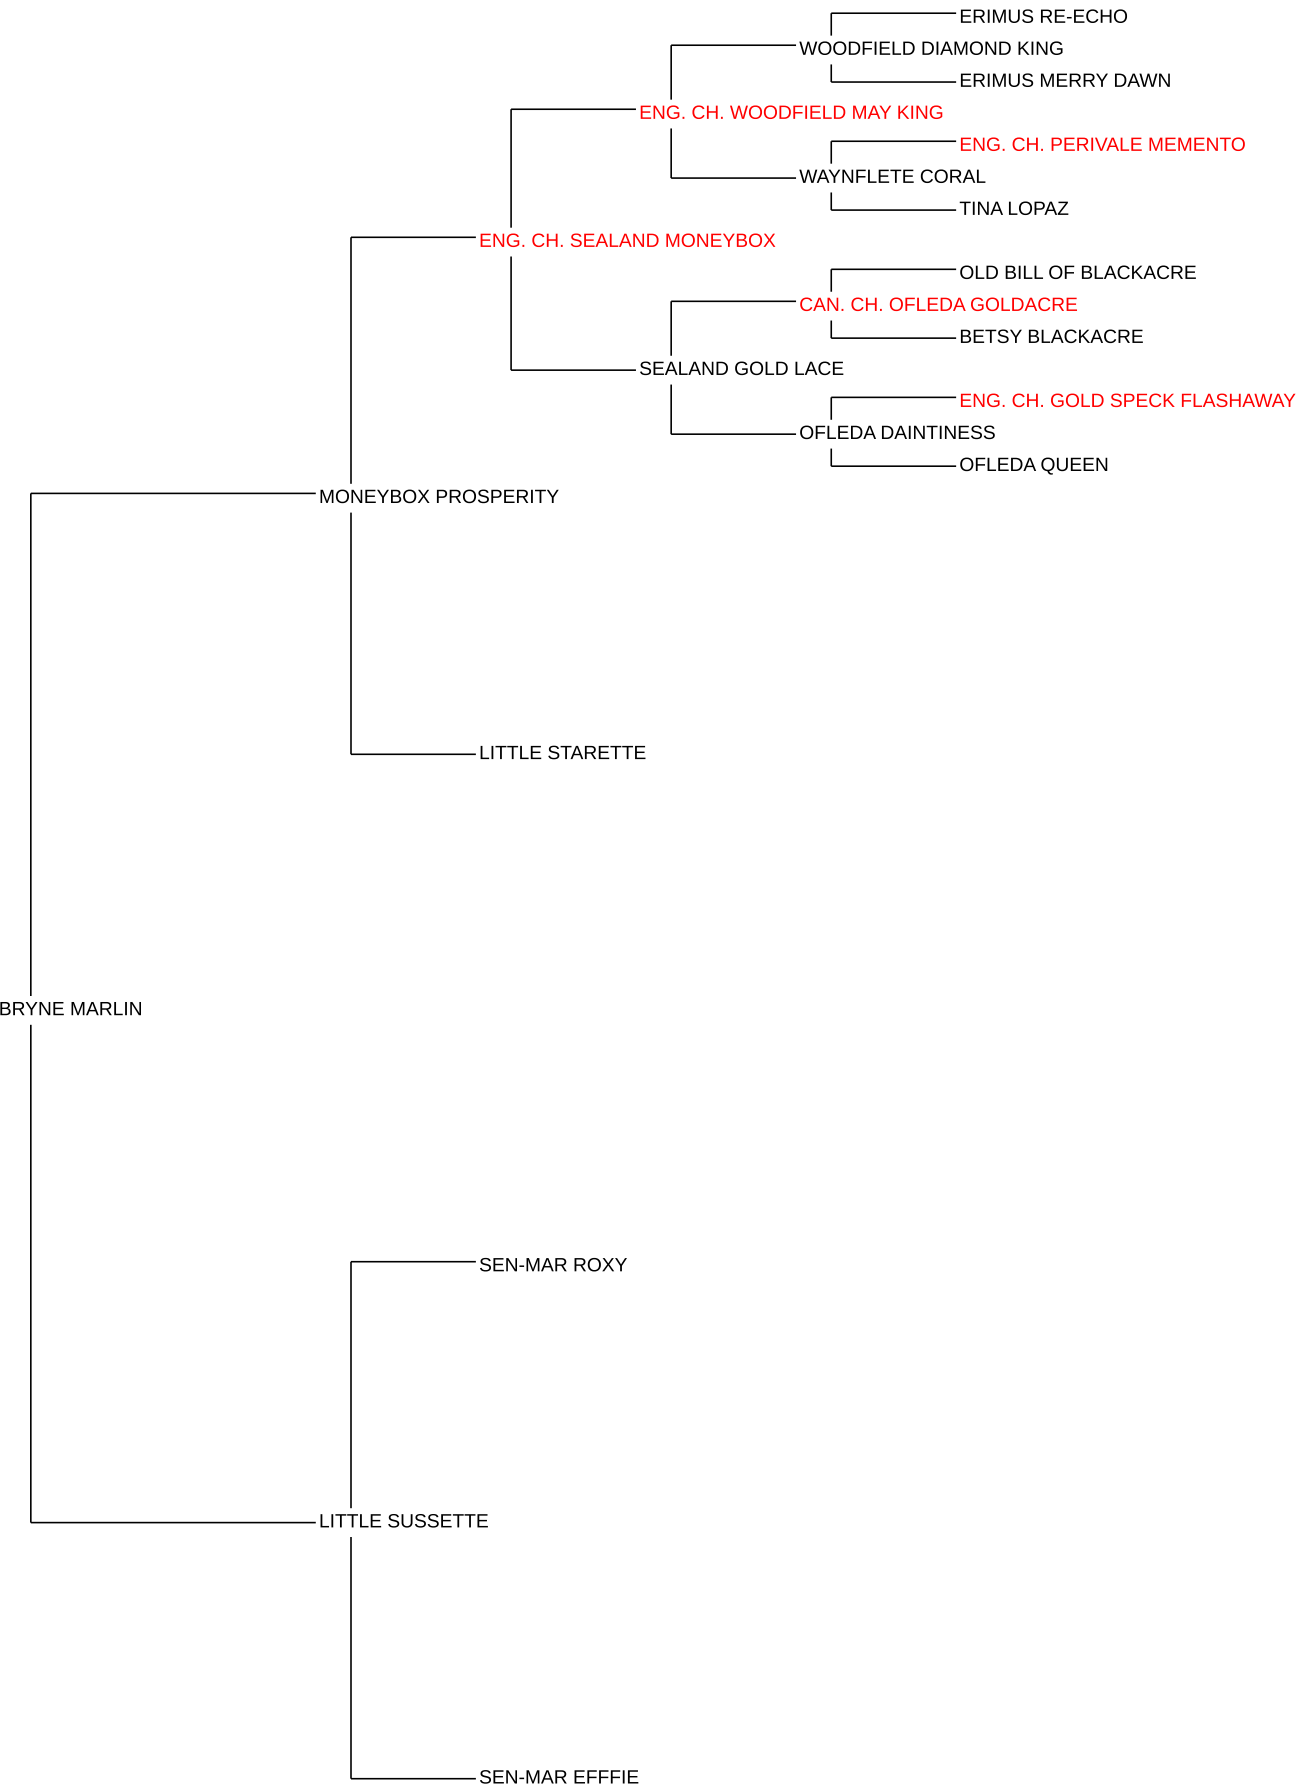 ERIMUS RE-ECHO
WOODFIELD DIAMOND KING
ERIMUS MERRY DAWN
ENG. CH. WOODFIELD MAY KING
ENG. CH. PERIVALE MEMENTO
WAYNFLETE CORAL
TINA LOPAZ
ENG. CH. SEALAND MONEYBOX
OLD BILL OF BLACKACRE
CAN. CH. OFLEDA GOLDACRE
BETSY BLACKACRE
SEALAND GOLD LACE
ENG. CH. GOLD SPECK FLASHAWAY
OFLEDA DAINTINESS
OFLEDA QUEEN
MONEYBOX PROSPERITY
LITTLE STARETTE
BRYNE MARLIN
SEN-MAR ROXY
LITTLE SUSSETTE
SEN-MAR EFFFIE